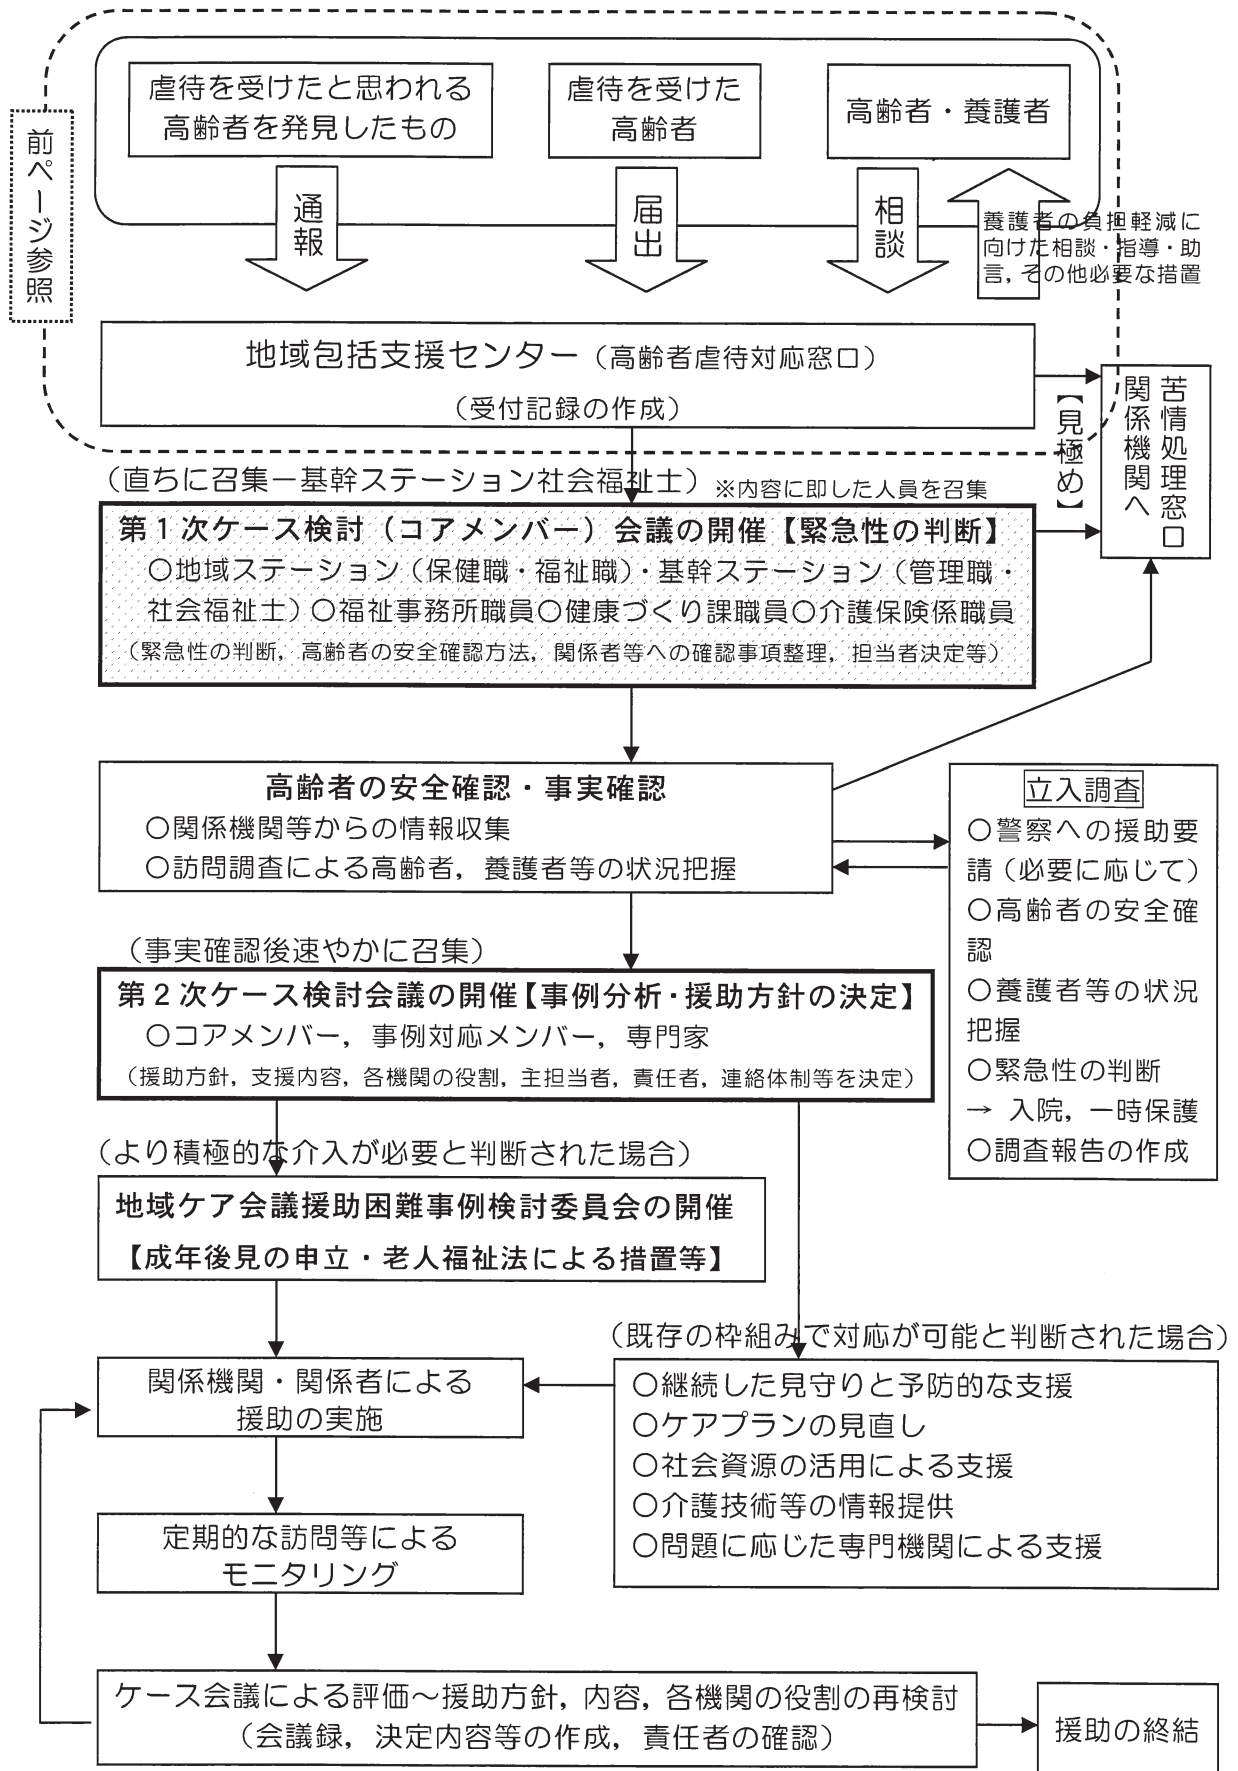 虐待を受けたと思われる
高齢者を発見したもの
虐待を受けた
高齢者
高齢者・養護者
前ページ参照
通報
届出
相談
養護者の負担軽減に
向けた相談・指導・助
言，その他必要な措置
地域包括支援センター（高齢者虐待対応窓口）
（受付記録の作成）
【見極め】
苦情処理窓口
関係機関へ
（直ちに召集－基幹ステーション社会福祉士）※内容に即した人員を召集
第１次ケース検討（コアメンバー）会議の開催【緊急性の判断】
○地域ステーション（保健職・福祉職）・基幹ステーション（管理職・
社会福祉士）○福祉事務所職員○健康づくり課職員○介護保険係職員
（緊急性の判断，高齢者の安全確認方法，関係者等への確認事項整理，担当者決定等）
高齢者の安全確認・事実確認
○関係機関等からの情報収集
○訪問調査による高齢者，養護者等の状況把握
立入調査
○警察への援助要
請（必要に応じて）
○高齢者の安全確
認
○養護者等の状況
把握
○緊急性の判断
→ 入院，一時保護
○調査報告の作成
（事実確認後速やかに召集）
第２次ケース検討会議の開催【事例分析・援助方針の決定】
○コアメンバー，事例対応メンバー，専門家
（援助方針，支援内容，各機関の役割，主担当者，責任者，連絡体制等を決定）
（より積極的な介入が必要と判断された場合）
地域ケア会議援助困難事例検討委員会の開催
【成年後見の申立・老人福祉法による措置等】
（既存の枠組みで対応が可能と判断された場合）
○継続した見守りと予防的な支援
○ケアプランの見直し
○社会資源の活用による支援
○介護技術等の情報提供
○問題に応じた専門機関による支援
関係機関・関係者による
援助の実施
定期的な訪問等による
モニタリング
ケース会議による評価～援助方針，内容，各機関の役割の再検討
（会議録，決定内容等の作成，責任者の確認）
援助の終結